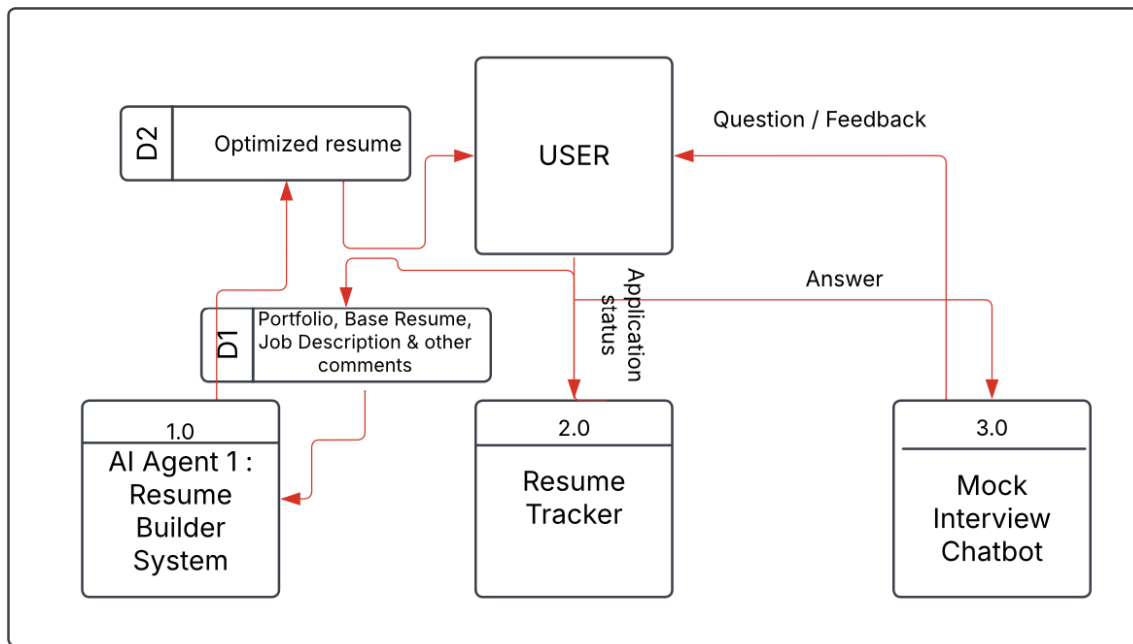 D2
Optimized resume
USER
Question / Feedback
Application
status
Answer
D1
Portfolio, Base Resume,
Job Description & other
comments
1.0
AI Agent 1 :
Resume
Builder
System
2.0
Resume
Tracker
3.0
Mock
Interview
Chatbot